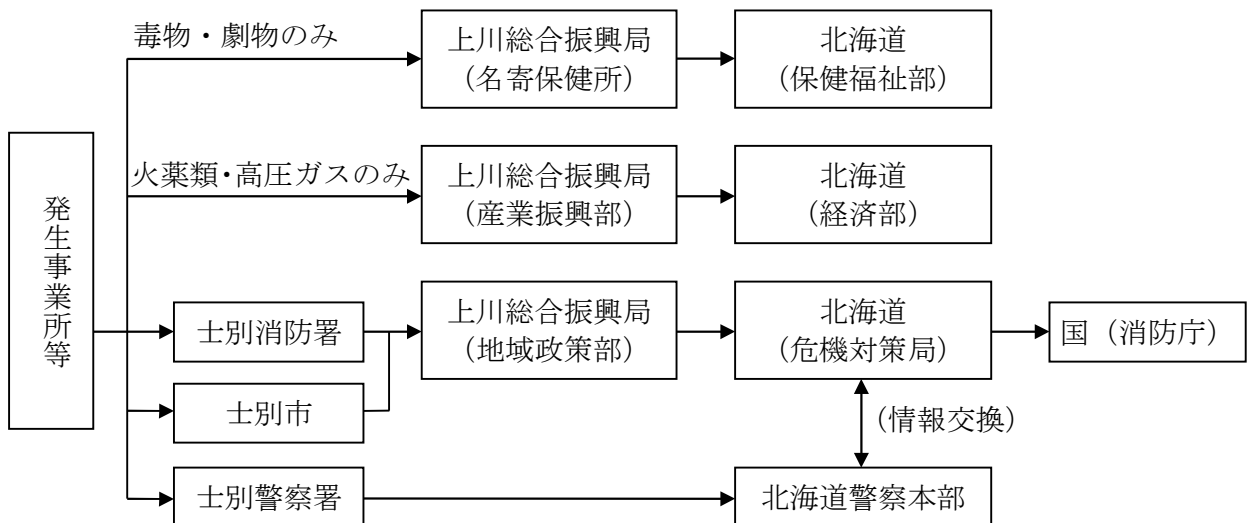 毒物・劇物のみ
上川総合振興局
（名寄保健所）
北海道
（保健福祉部）
火薬類・高圧ガスのみ
上川総合振興局
（産業振興部）
北海道
（経済部）
発生事業所等
士別消防署
上川総合振興局
（地域政策部）
北海道
（危機対策局）
国（消防庁）
士別市
（情報交換）
士別警察署
北海道警察本部